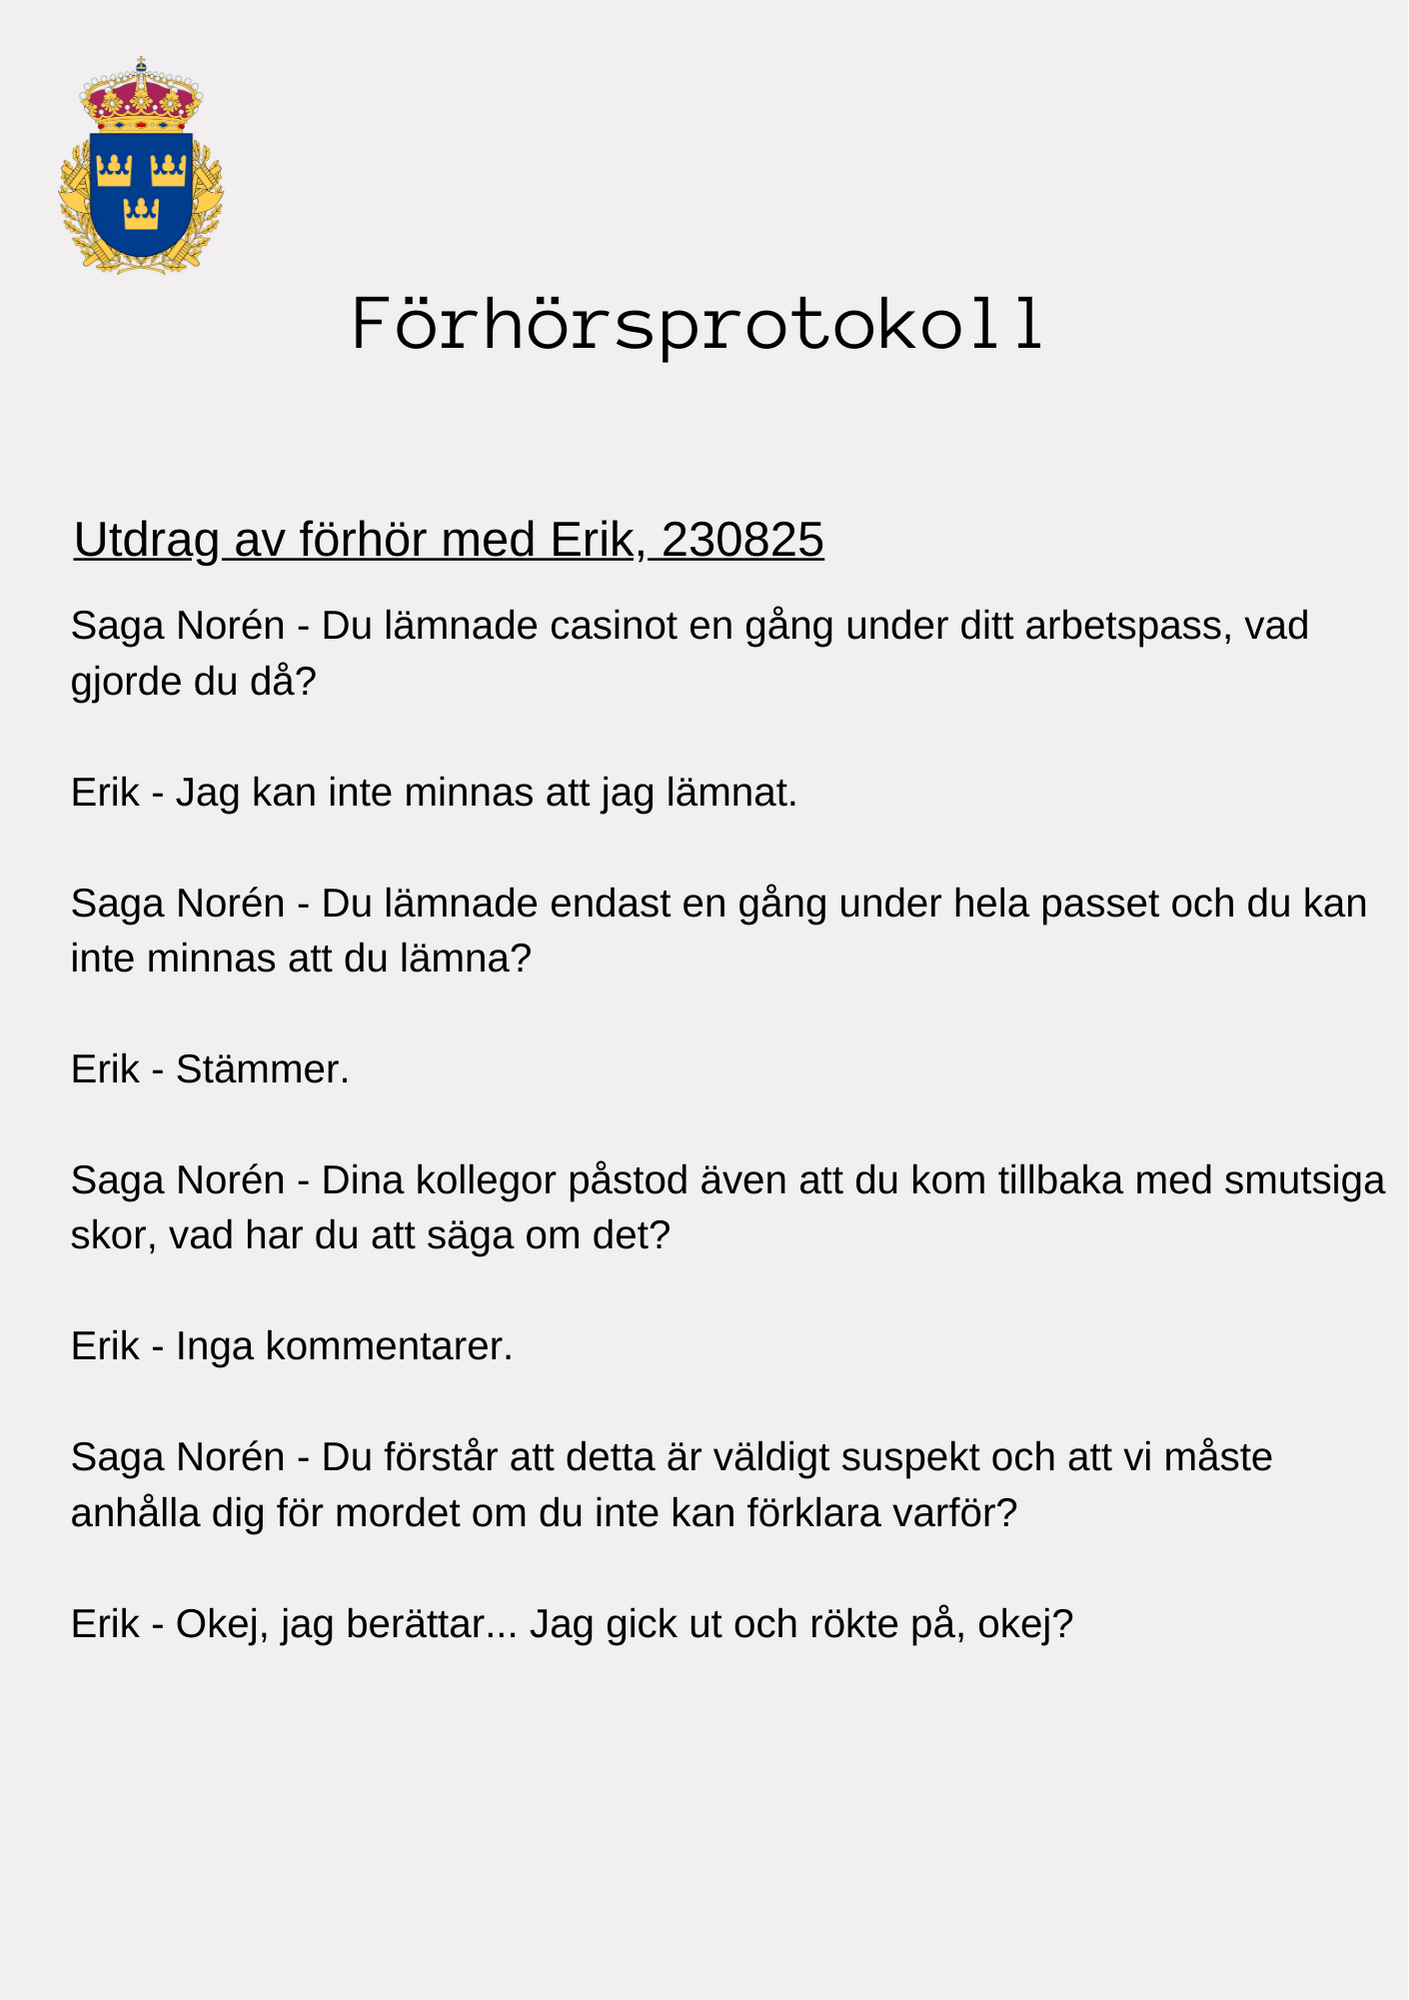 Förhörsprotokoll
Utdrag av förhör med Erik, 230825
Saga Norén - Du lämnade casinot en gång under ditt arbetspass, vad
gjorde du då?
Erik - Jag kan inte minnas att jag lämnat.
Saga Norén - Du lämnade endast en gång under hela passet och du kan
inte minnas att du lämna?
Erik - Stämmer.
Saga Norén - Dina kollegor påstod även att du kom tillbaka med smutsiga
skor, vad har du att säga om det?
Erik - Inga kommentarer.
Saga Norén - Du förstår att detta är väldigt suspekt och att vi måste
anhålla dig för mordet om du inte kan förklara varför?
Erik - Okej, jag berättar... Jag gick ut och rökte på, okej?